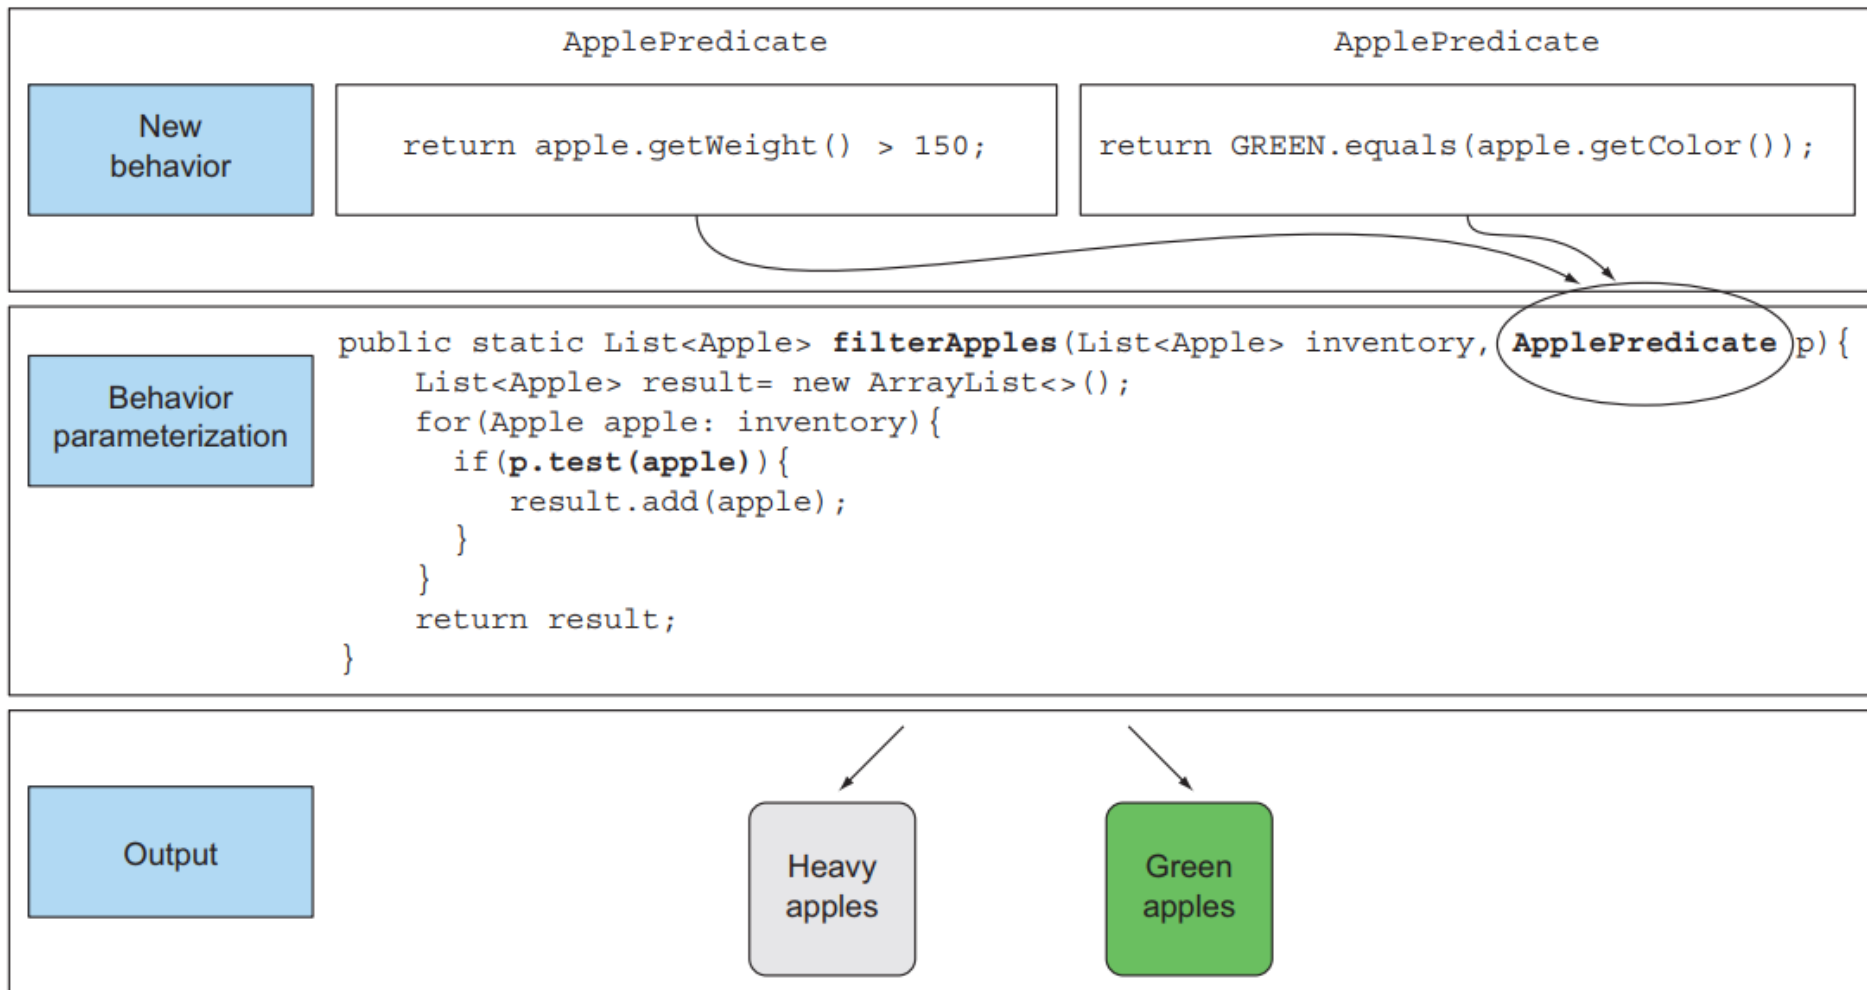 ApplePredicate
ApplePredicate
New
behavior
return apple.getWeight() > 150;
return GREEN.equals(apple.getColor());
Behavior
parameterization
public static List<Apple> filterApples(List<Apple> inventory, ApplePredicate p){
List<Apple> result= new ArrayList<>();
for(Apple apple: inventory){
if(p.test(apple)){
result.add(apple);
}
}
return result;
}
Output
Heavy
apples
Green
apples